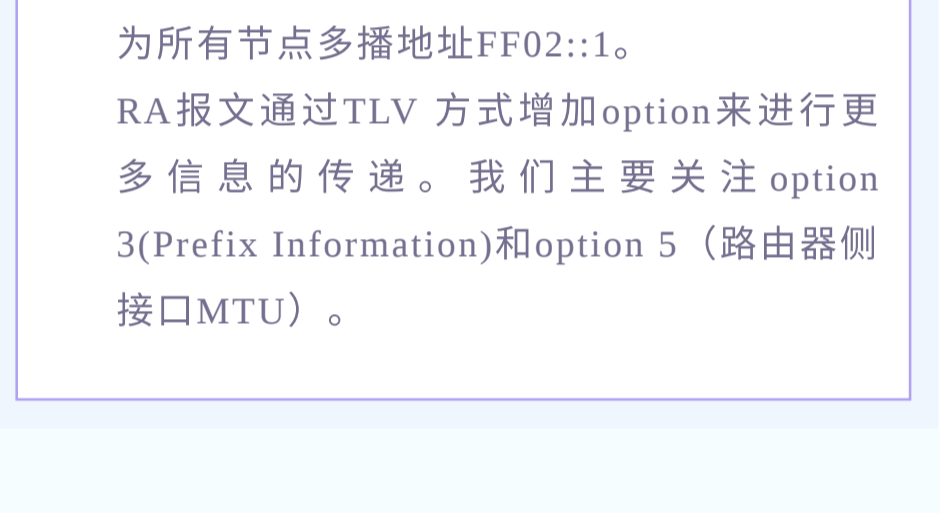 为所有节点多播地址FF02::1。
RA报文通过TLV 方式增加option来进行更
多信息的传递。我们主要关注option
3(Prefix Information)和option 5（路由器侧
接口MTU）。